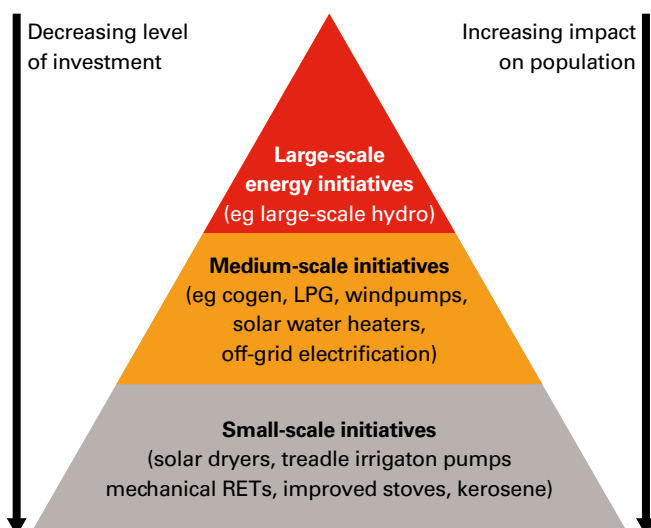 Decreasing level
of investment
Increasing impact
on population
Large-scale
energy initiatives
(eg large-scale hydro)
Medium-scale initiatives
(eg cogen, LPG, windpumps,
solar water heaters,
off-grid electrification)
Small-scale initiatives
(solar dryers, treadle irrigaton pumps
mechanical RETs, improved stoves, kerosene)